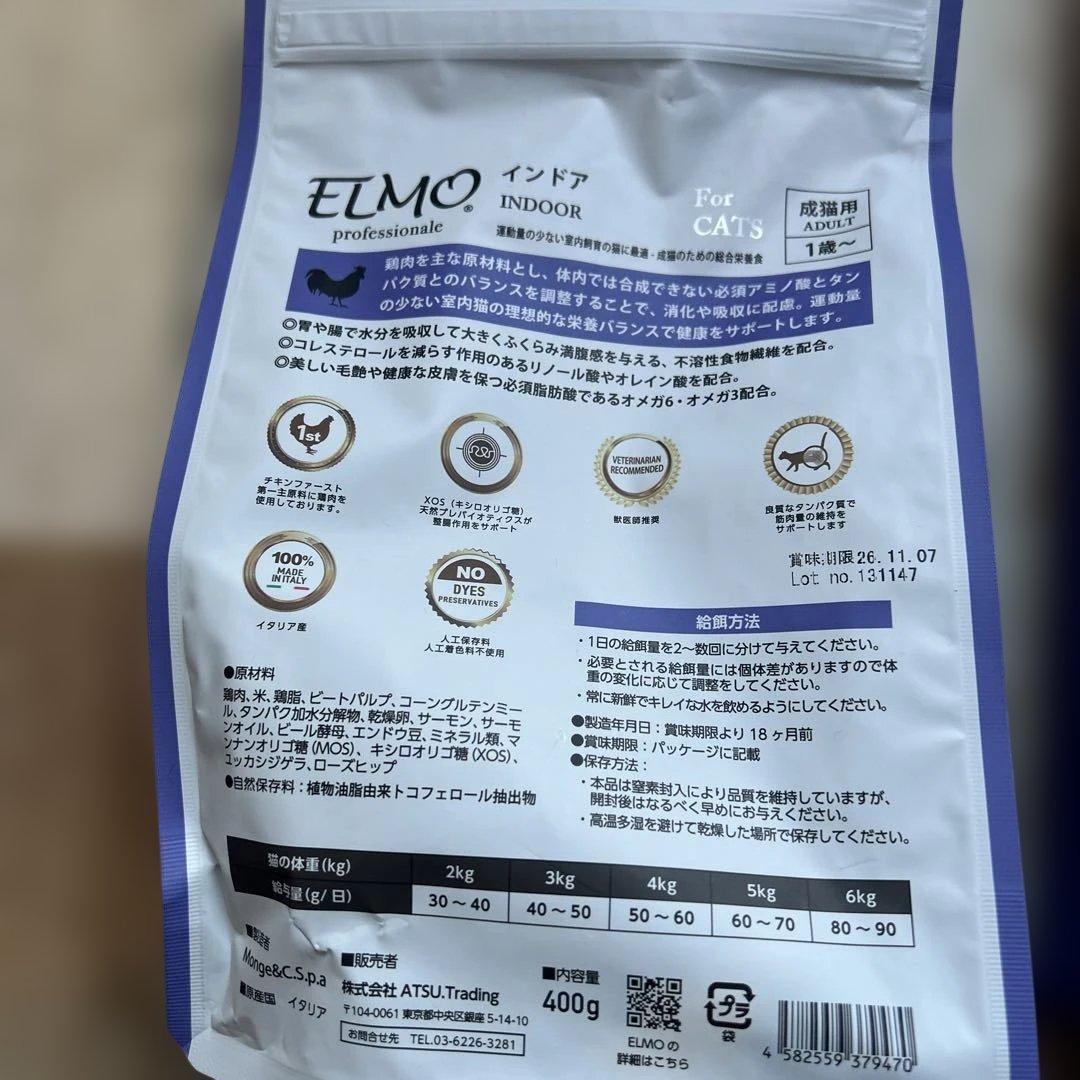 ELMO®
professionale
インドア
INDOOR
For
CATS
成猫用
ADULT
1歳～
運動量の少ない室内飼育の猫に最適 - 成猫のための総合栄養食
鶏肉を主な原材料とし、体内では合成できない必須アミノ酸とタン
パク質とのバランスを調整することで、消化や吸収に配慮。運動量
の少ない室内猫の理想的な栄養バランスで健康をサポートします。
◎胃や腸で水分を吸収して大きくふくらみ満腹感を与える、不溶性食物繊維を配合。
◎コレステロールを減らす作用のあるリノール酸やオレイン酸を配合。
◎美しい毛艶や健康な皮膚を保つ必須脂肪酸であるオメガ6・オメガ3配合。
1st
チキンファースト
第一主原料に鶏肉を
使用しております。
XOS（キシロオリゴ糖）
天然プレバイオティクスが
整腸作用をサポート
VETERINARIAN
RECOMMENDED
獣医師推奨
良質なタンパク質で
筋肉量の維持を
サポートします
100%
MADE
IN ITALY
イタリア産
NO
DYES
PRESERVATIVES
人工保存料
人工着色料不使用
賞味期限 26.11.07
Lot no.131147
●原材料
鶏肉、米、鶏脂、ビートパルプ、コーングルテンミー
ル、タンパク加水分解物、乾燥卵、サーモン、サーモ
ンオイル、ビール酵母、エンドウ豆、ミネラル類、マ
ンナンオリゴ糖（MOS）、キシロオリゴ糖（XOS）、
ユッカシジゲラ、ローズヒップ
●自然保存料：植物油脂由来トコフェロール抽出物
給餌方法
・1日の給餌量を2～数回に分けて与えてください。
・必要とされる給餌量には個体差がありますので体
重の変化に応じて調整をしてください。
・常に新鮮でキレイな水を飲めるようにしてください。
●製造年月日：賞味期限より18ヶ月前
●賞味期限：パッケージに記載
●保存方法：
・本品は窒素封入により品質を維持していますが、
開封後はなるべく早めにお与えください。
・高温多湿を避けて乾燥した場所で保存してください。
猫の体重(kg) 2kg 3kg 4kg 5kg 6kg
給与量(g/日) 30～40 40～50 50～60 60～70 80～90
■製造者
Monge&C.S.p.a
■原産国 イタリア
■販売者
株式会社 ATSU.Trading
〒104-0061 東京都中央区銀座 5-14-10
お問合せ先 TEL.03-6226-3281
■内容量
400g
ELMOの
詳細はこちら
プラ
袋
4 582559 379470